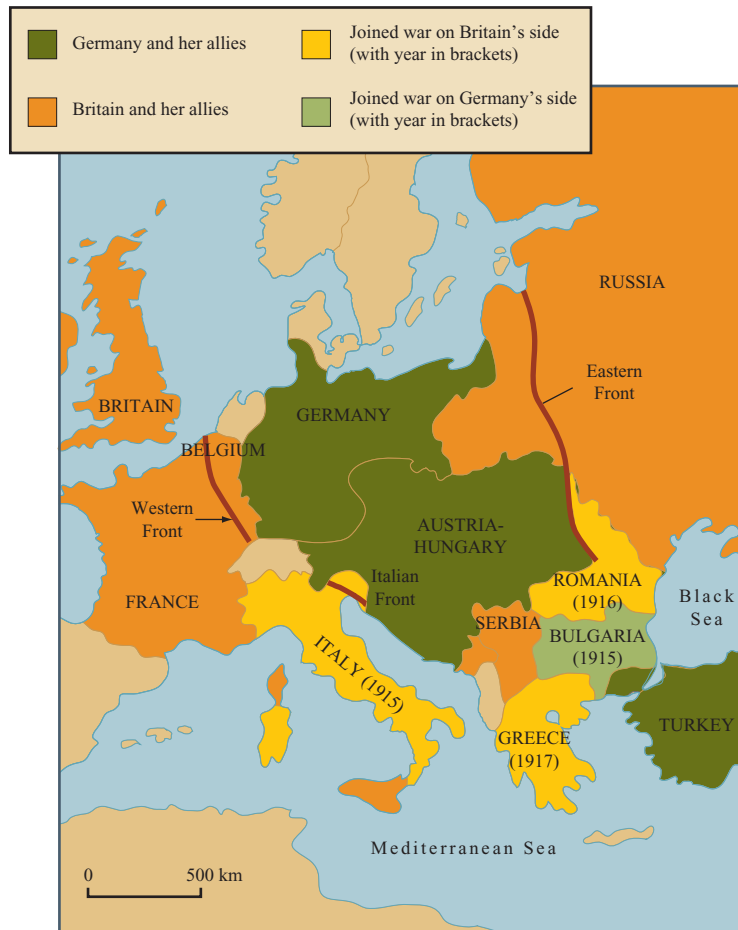 Germany and her allies
Joined war on Britain's side
(with year in brackets)
Britain and her allies
Joined war on Germany's side
(with year in brackets)
RUSSIA
Eastern
Front
BRITAIN
GERMANY
BELGIUM
Western
Front
AUSTRIA-
HUNGARY
Italian
Front
ROMANIA
(1916)
Black
Sea
FRANCE
SERBIA
BULGARIA
(1915)
ITALY (1915)
TURKEY
GREECE
(1917)
Mediterranean Sea
0 500 km